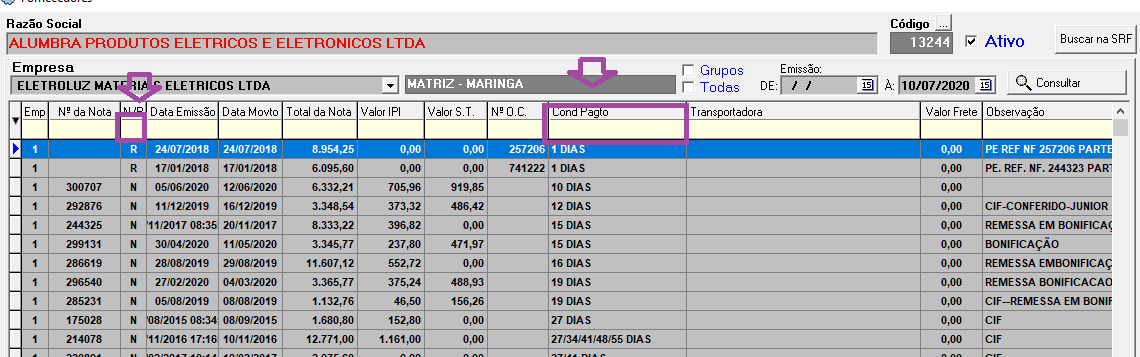 Razão Social
Código ...
ALUMBRA PRODUTOS ELETRICOS E ELETRONICOS LTDA
13244
Ativo
Buscar na SRF
Empresa
ELETROLUZ MATERIAIS ELETRICOS LTDA
MATRIZ - MARINGA
Grupos
Todas
Emissão:
DE: / / 15 À: 10/07/2020 15
Consultar
Emp Nº da Nota N/R Data Emissão Data Movto Total da Nota Valor IPI Valor S.T. Nº O.C. Cond Pagto Transportadora Valor Frete Observação
1 R 24/07/2018 24/07/2018 8.954,25 0,00 0,00 257206 1 DIAS 0,00 PE REF NF 257206 PARTE
1 R 17/01/2018 17/01/2018 6.095,60 0,00 0,00 741222 1 DIAS 0,00 PE. REF. NF. 244323 PART
1 300707 N 05/06/2020 12/06/2020 6.332,21 705,96 919,85 10 DIAS 0,00
1 292876 N 11/12/2019 16/12/2019 3.548,54 373,32 486,42 12 DIAS 0,00 CIF-CONFERIDO-JUNIOR
1 244325 N '11/2017 08:35: 20/11/2017 8.333,22 396,82 0,00 15 DIAS 0,00 REMESSA EM BONIFICAÇ
1 299131 N 30/04/2020 11/05/2020 3.345,77 237,80 471,97 15 DIAS 0,00 BONIFICAÇÃO
1 286619 N 28/08/2019 29/08/2019 11.607,12 552,72 0,00 16 DIAS 0,00 REMESSA EMBONIFICAÇ
1 296540 N 27/02/2020 04/03/2020 3.365,77 375,24 488,93 19 DIAS 0,00 REMESSA BONIFICACAO
1 285231 N 05/08/2019 08/08/2019 1.132,76 46,50 156,26 19 DIAS 0,00 CIF--REMESSA EM BONIF
1 175028 N '08/2015 08:34: 08/09/2015 1.680,80 152,80 0,00 27 DIAS 0,00 CIF
1 214078 N '11/2016 17:16: 10/11/2016 12.771,00 1.161,00 0,00 27/34/41/48/55 DIAS 0,00 CIF